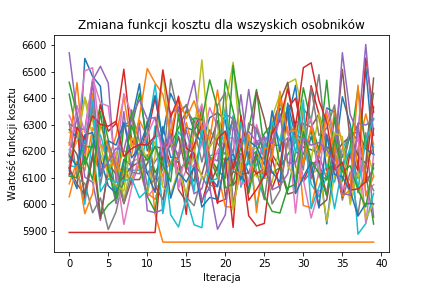 Zmiana funkcji kosztu dla wszyskich osobników
Wartość funkcji kosztu
6600
6500
6400
6300
6200
6100
6000
5900
0 5 10 15 20 25 30 35 40
Iteracja